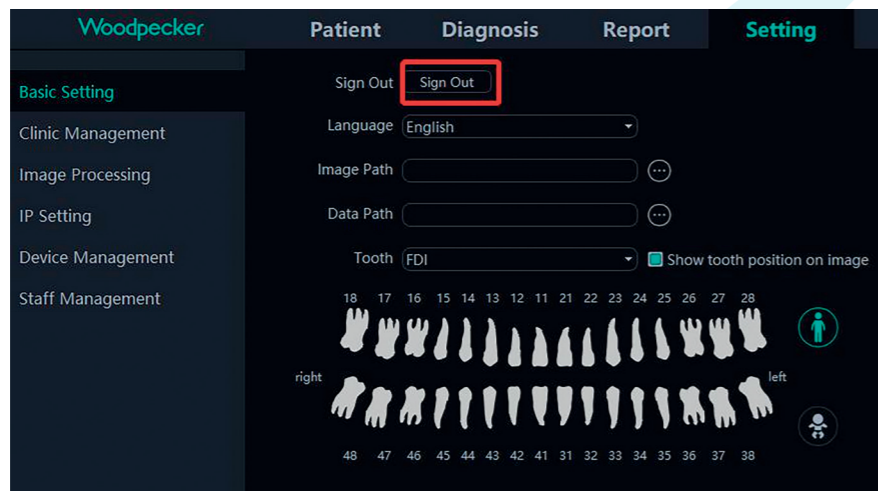 Woodpecker
Patient Diagnosis Report Setting
Basic Setting
Clinic Management
Image Processing
IP Setting
Device Management
Staff Management
Sign Out Sign Out
Language English
Image Path
Data Path
Tooth FDI Show tooth position on image
18 17 16 15 14 13 12 11 21 22 23 24 25 26 27 28
right left
48 47 46 45 44 43 42 41 31 32 33 34 35 36 37 38